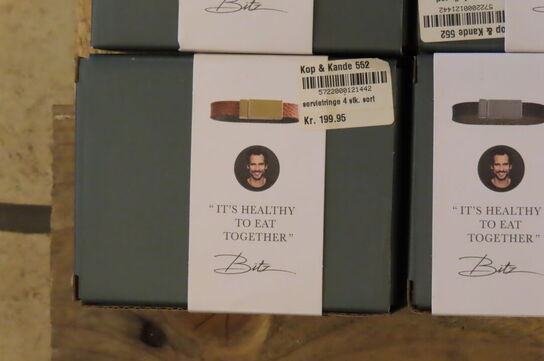 Bitz
5722000121442
op & Kande 552
Kop & Kande 552
5722000121442
servietringe 4 stk. sort
Kr. 199.95
"IT'S HEALTHY
TO EAT
TOGETHER"
Bitz
"IT'S HEALTHY
TO EAT
TOGETHER"
Bitz